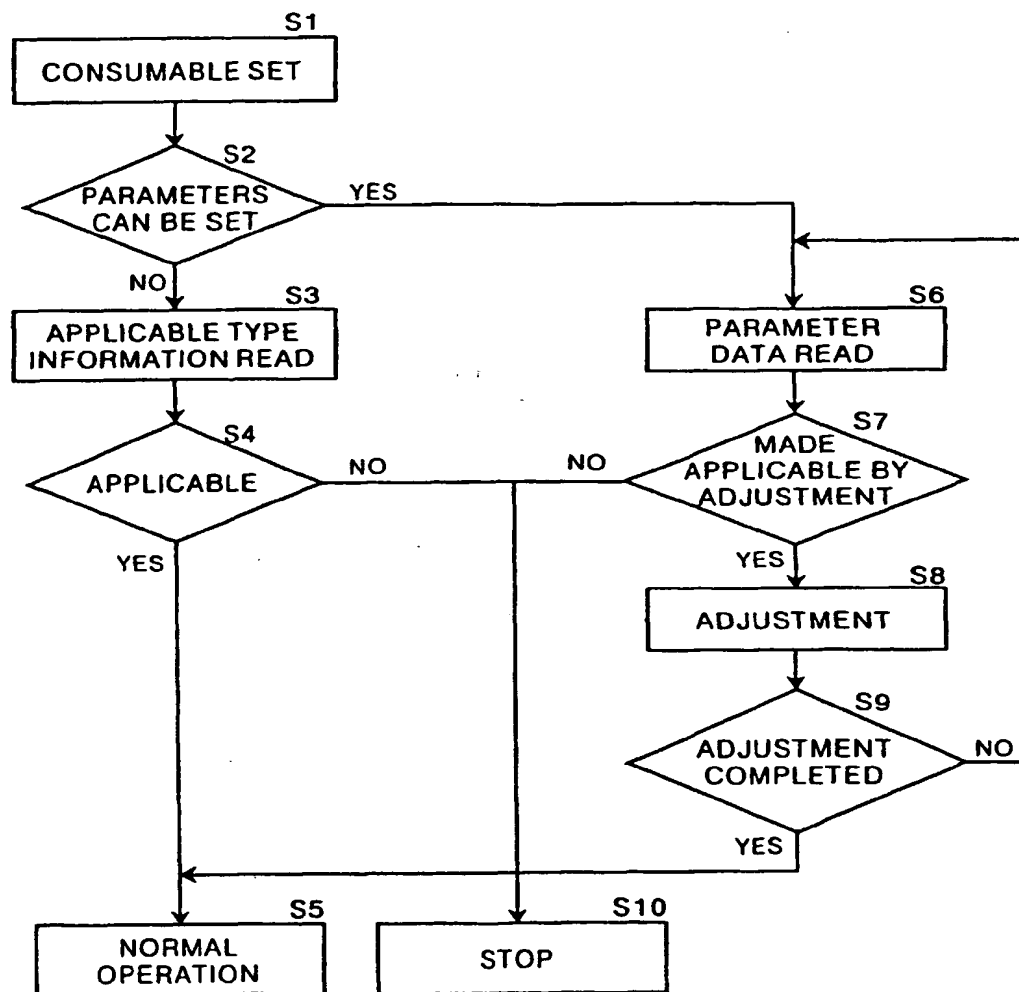 S1
CONSUMABLE SET
S2
PARAMETERS
CAN BE SET
YES
NO
S3
APPLICABLE TYPE
INFORMATION READ
S6
PARAMETER
DATA READ
S4
APPLICABLE
NO
YES
S7
MADE
APPLICABLE BY
ADJUSTMENT
NO
YES
S8
ADJUSTMENT
S9
ADJUSTMENT
COMPLETED
NO
YES
S5
NORMAL
OPERATION
S10
STOP